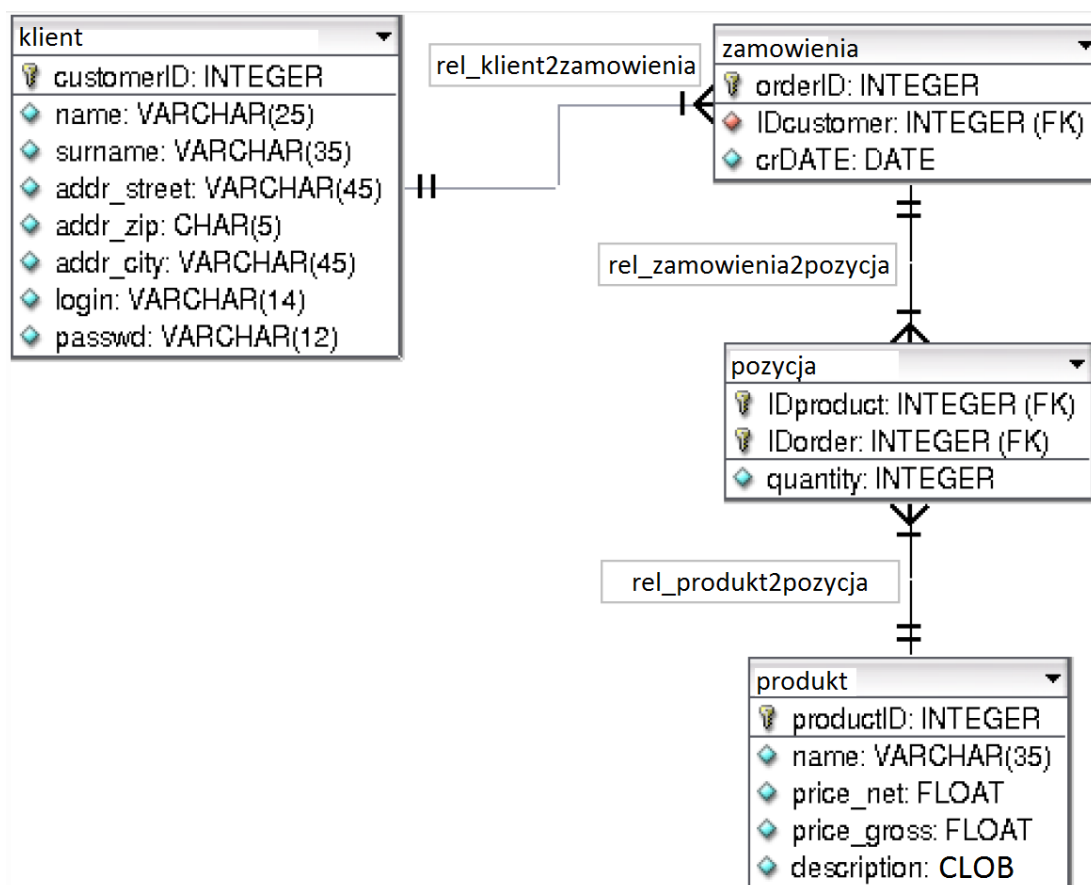 klient
customerID: INTEGER
name: VARCHAR(25)
surname: VARCHAR(35)
addr_street: VARCHAR(45)
addr_zip: CHAR(5)
addr_city: VARCHAR(45)
login: VARCHAR(14)
passwd: VARCHAR(12)
rel_klient2zamowienia
zamowienia
orderID: INTEGER
IDcustomer: INTEGER (FK)
crDATE: DATE
rel_zamowienia2pozycja
pozycja
IDproduct: INTEGER (FK)
IDorder: INTEGER (FK)
quantity: INTEGER
rel_produkt2pozycja
produkt
productID: INTEGER
name: VARCHAR(35)
price_net: FLOAT
price_gross: FLOAT
description: CLOB